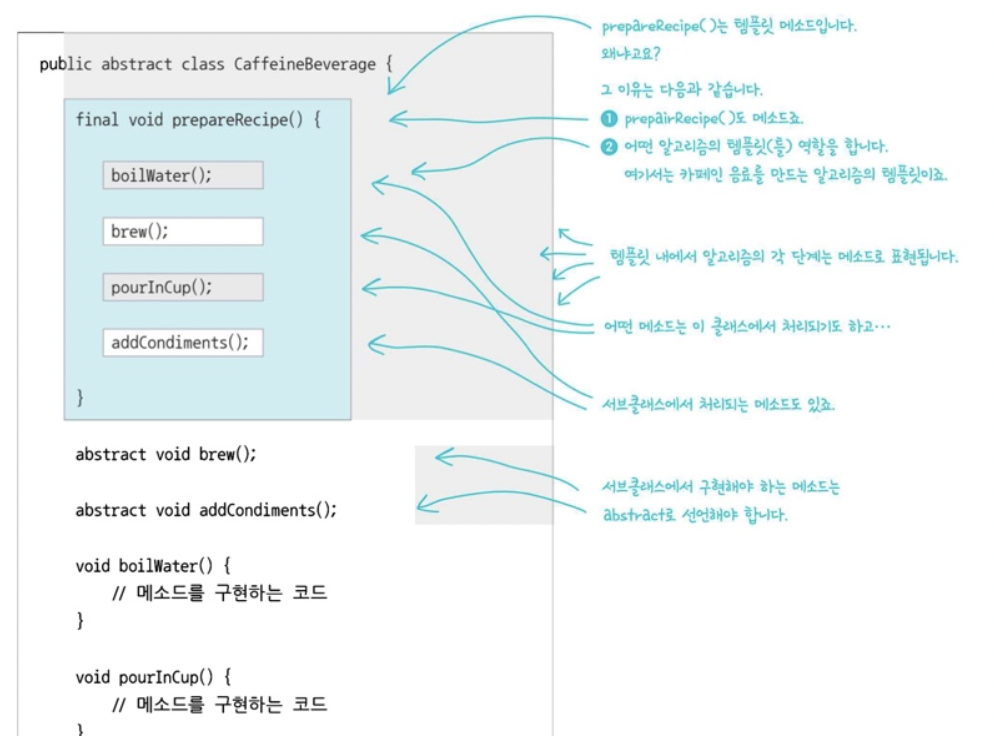 public abstract class CaffeineBeverage {
final void prepareRecipe() {
boilWater();
brew();
pourInCup();
addCondiments();
}
abstract void brew();
abstract void addCondiments();
void boilWater() {
// 메소드를 구현하는 코드
}
void pourInCup() {
// 메소드를 구현하는 코드
}
prepareRecipe( )는 템플릿 메소드입니다.
왜냐고요?
그 이유는 다음과 같습니다.
❶ prepairRecipe( )도 메소드죠.
❷ 어떤 알고리즘의 템플릿(틀) 역할을 합니다.
여기서는 카페인 음료를 만드는 알고리즘의 템플릿이죠.
템플릿 내에서 알고리즘의 각 단계는 메소드로 표현됩니다.
어떤 메소드는 이 클래스에서 처리되기도 하고…
서브클래스에서 처리되는 메소드도 있죠.
서브클래스에서 구현해야 하는 메소드는
abstract로 선언해야 합니다.